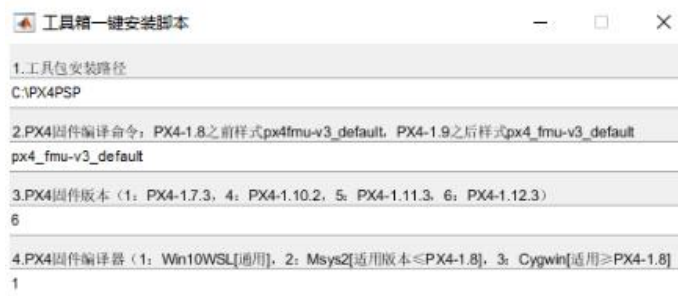 工具箱一键安装脚本
1.工具包安装路径
C:\PX4PSP
2.PX4固件编译命令，PX4-1.8之前样式px4fmu-v3_default，PX4-1.9之后样式px4_fmu-v3_default
px4_fmu-v3_default
3.PX4固件版本（1：PX4-1.7.3，4：PX4-1.10.2，5：PX4-1.11.3，6：PX4-1.12.3）
6
4.PX4固件编译器（1：Win10WSL[通用]，2：Msys2[适用版本≤PX4-1.8]，3：Cygwin[适用≥PX4-1.8]
1